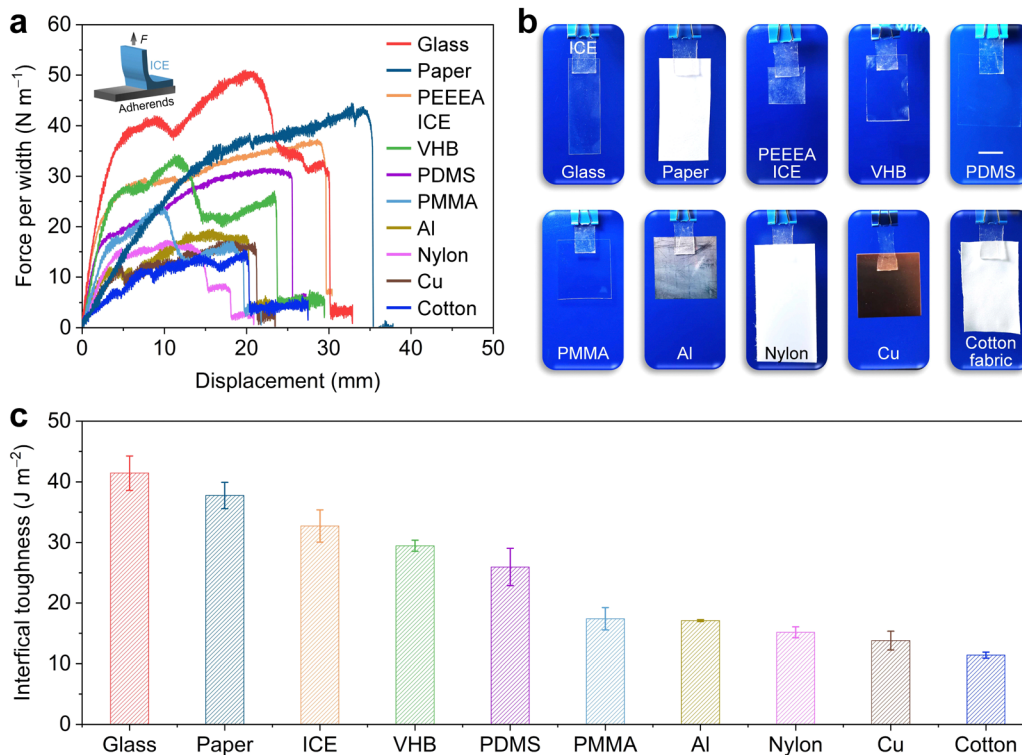 a
Force per width (N m⁻¹)
60
50
40
30
20
10
0
0
10
20
30
40
50
Displacement (mm)
F
ICE
Adherends
Glass
Paper
PEEEA
ICE
VHB
PDMS
PMMA
Al
Nylon
Cu
Cotton
b
ICE
Glass
Paper
PEEEA
ICE
VHB
PDMS
PMMA
Al
Nylon
Cu
Cotton
fabric
c
Interfical toughness (J m⁻²)
50
40
30
20
10
0
Glass
Paper
ICE
VHB
PDMS
PMMA
Al
Nylon
Cu
Cotton